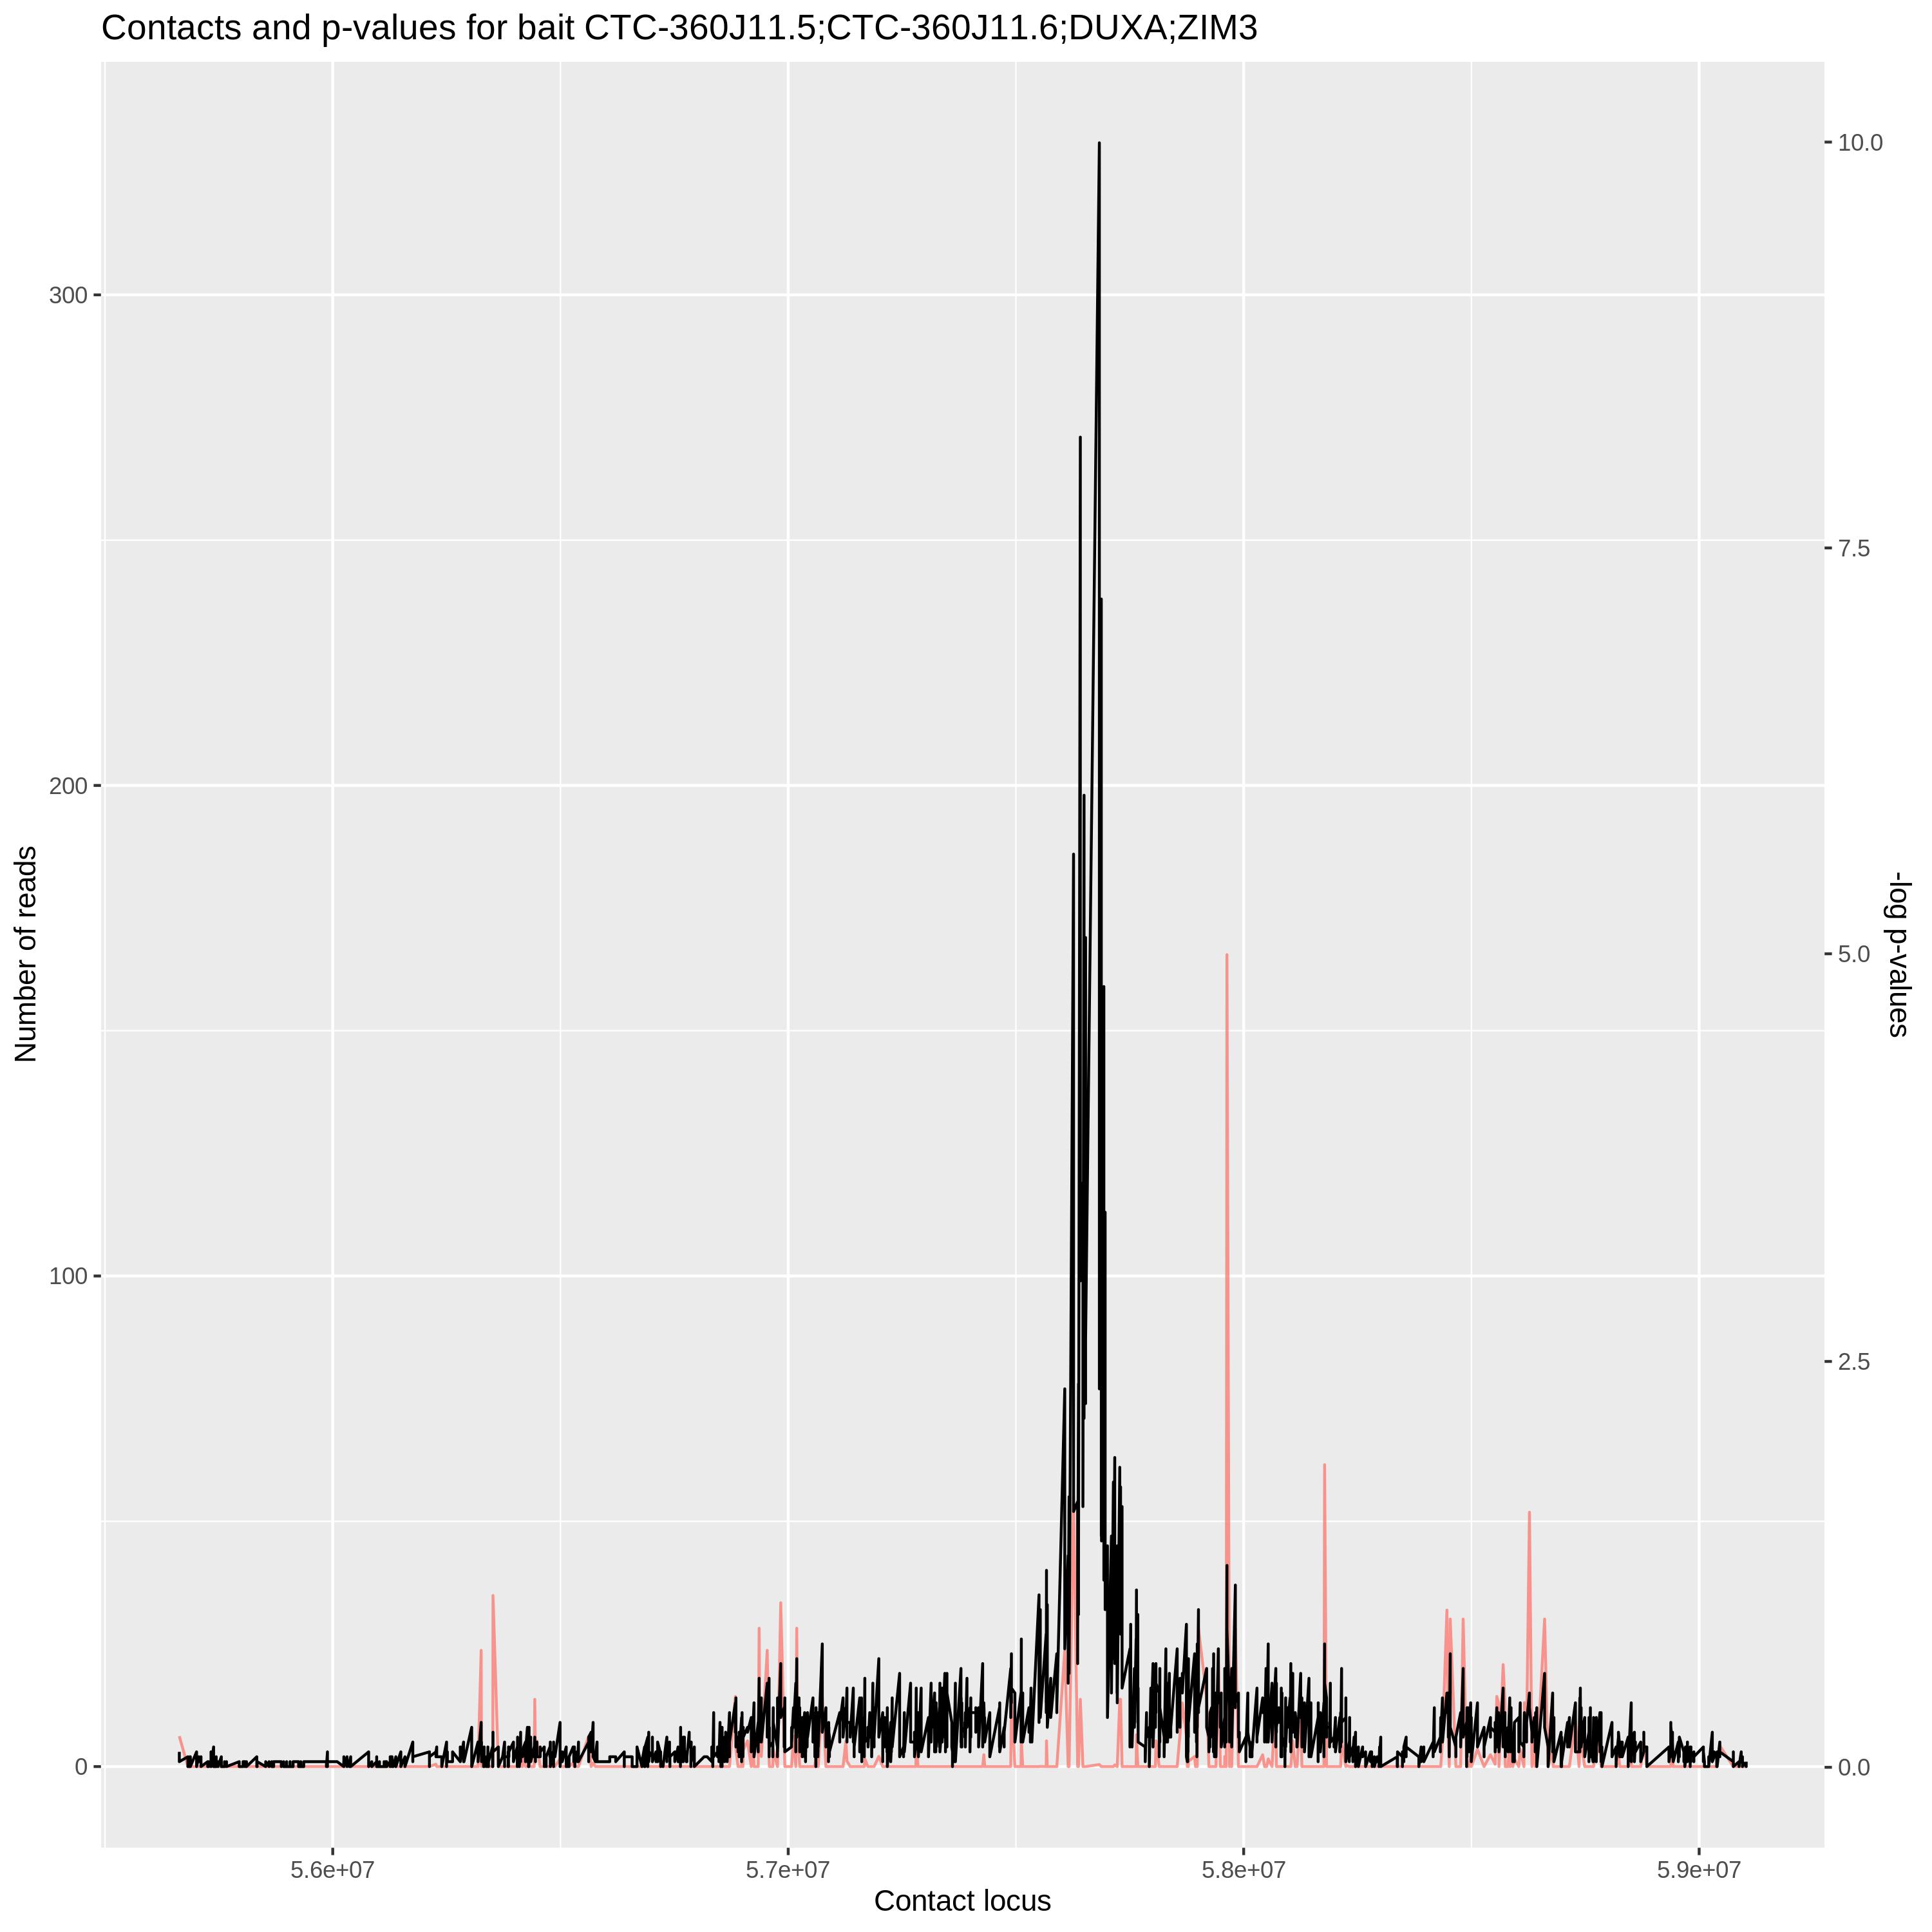 Contacts and p-values for bait CTC-360J11.5;CTC-360J11.6;DUXA;ZIM3
10.0
300
7.5
200
Number of reads
-log p-values
5.0
100
2.5
0
0.0
5.6e+07
5.7e+07
5.8e+07
5.9e+07
Contact locus